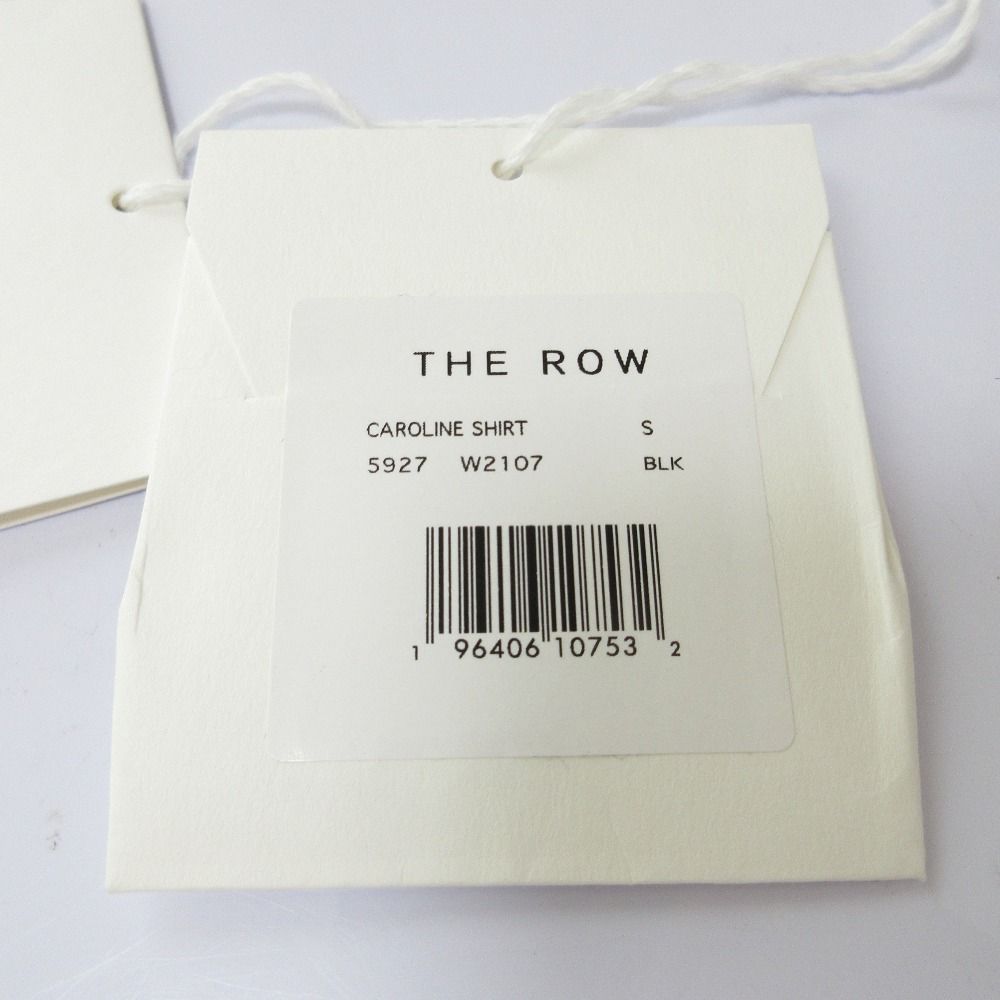 THE ROW
CAROLINE SHIRT S
5927 W2107 BLK
1 96406 10753 2